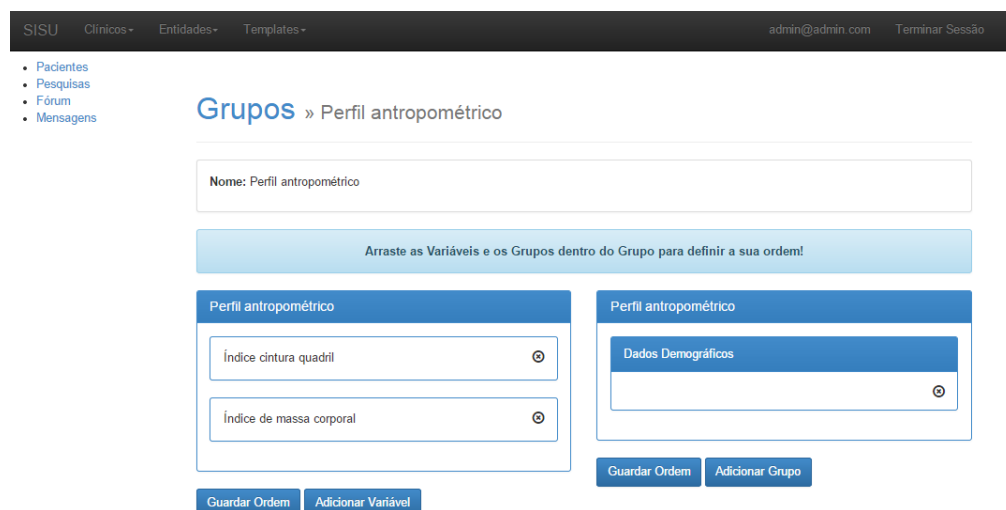 SISU Clínicos Entidades Templates admin@admin.com Terminar Sessão
Pacientes
Pesquisas
Fórum
Mensagens
Grupos » Perfil antropométrico
Nome: Perfil antropométrico
Arraste as Variáveis e os Grupos dentro do Grupo para definir a sua ordem!
Perfil antropométrico
Índice cintura quadril
Índice de massa corporal
Guardar Ordem Adicionar Variável
Perfil antropométrico
Dados Demográficos
Guardar Ordem Adicionar Grupo